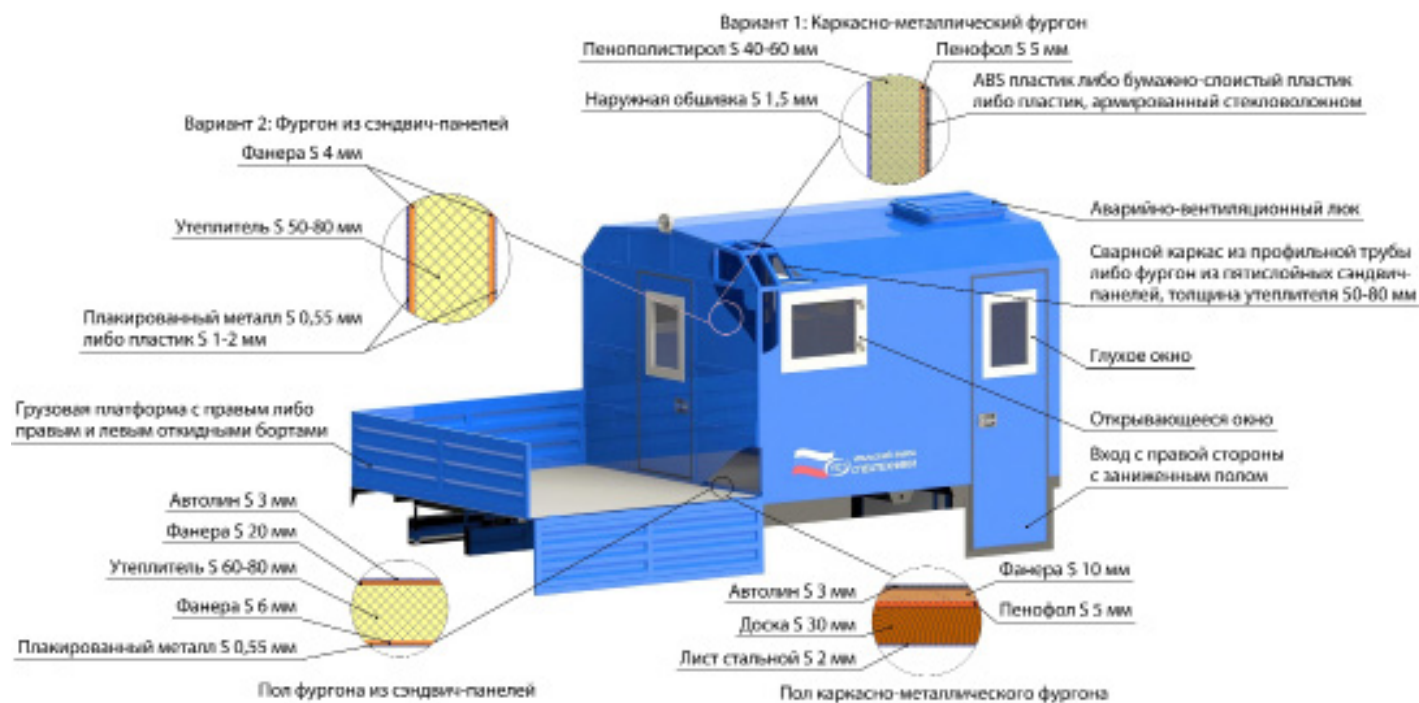 Вариант 1: Каркасно-металлический фургон
Пенополистирол S 40-60 мм
Пенофол S 5 мм
ABS пластик либо бумажно-слоистый пластик
либо пластик, армированный стекловолокном
Наружная обшивка S 1,5 мм
Вариант 2: Фургон из сэндвич-панелей
Фанера S 4 мм
Утеплитель S 50-80 мм
Плакированный металл S 0,55 мм
либо пластик S 1-2 мм
Аварийно-вентиляционный люк
Сварной каркас из профильной трубы
либо фургон из пятислойных сэндвич-
панелей, толщина утеплителя 50-80 мм
Глухое окно
Открывающееся окно
Вход с правой стороны
с заниженным полом
Грузовая платформа с правым либо
правым и левым откидными бортами
СПЕЦТЕХНИКИ
Автолин S 3 мм
Фанера S 20 мм
Утеплитель S 60-80 мм
Фанера S 6 мм
Плакированный металл S 0,55 мм
Пол фургона из сэндвич-панелей
Фанера S 10 мм
Автолин S 3 мм
Пенофол S 5 мм
Доска S 30 мм
Лист стальной S 2 мм
Пол каркасно-металлического фургона